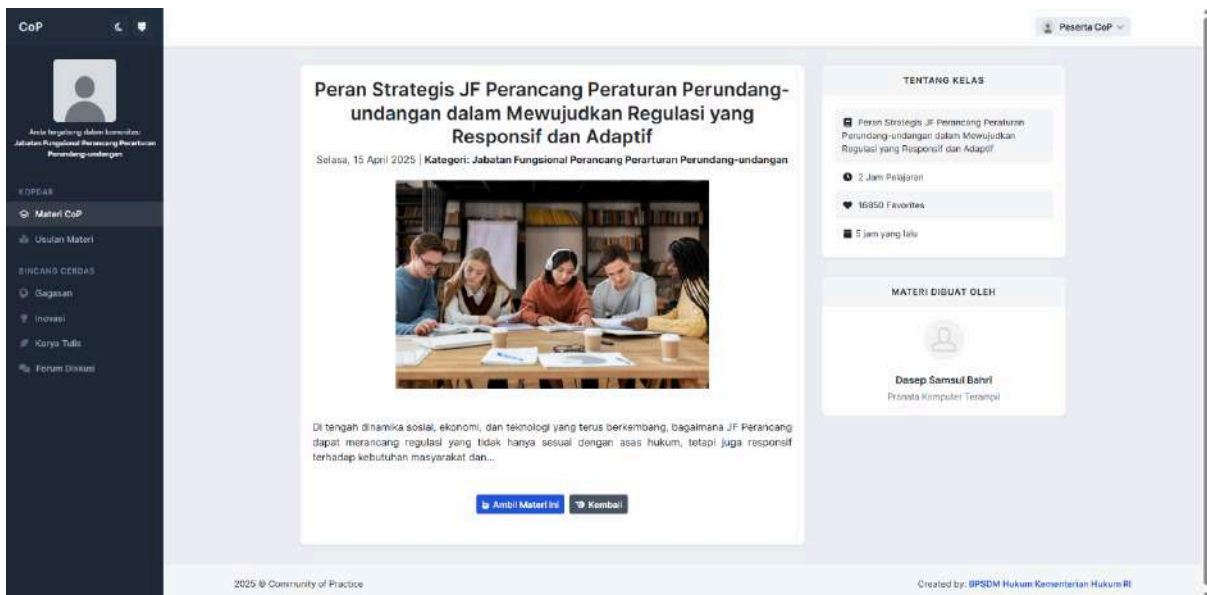 CoP
Peserta CoP
Anda tergabung dalam komunitas:
Jabatan Fungsional Perancang Perarturan
Perundang-undangan
KOPDAR
Materi CoP
Usulan Materi
BINCANG CERDAS
Gagasan
Inovasi
Karya Tulis
Forum Diskusi
Peran Strategis JF Perancang Peraturan Perundang-
undangan dalam Mewujudkan Regulasi yang
Responsif dan Adaptif
Selasa, 15 April 2025 | Kategori: Jabatan Fungsional Perancang Perarturan Perundang-undangan
Di tengah dinamika sosial, ekonomi, dan teknologi yang terus berkembang, bagaimana JF Perancang
dapat merancang regulasi yang tidak hanya sesuai dengan asas hukum, tetapi juga responsif
terhadap kebutuhan masyarakat dan...
Ambil Materi Ini
Kembali
TENTANG KELAS
Peran Strategis JF Perancang Peraturan
Perundang-undangan dalam Mewujudkan
Regulasi yang Responsif dan Adaptif
2 Jam Pelajaran
16850 Favorites
5 jam yang lalu
MATERI DIBUAT OLEH
Dasep Samsul Bahri
Pranata Komputer Terampil
2025 © Community of Practice
Created by: BPSDM Hukum Kementerian Hukum RI